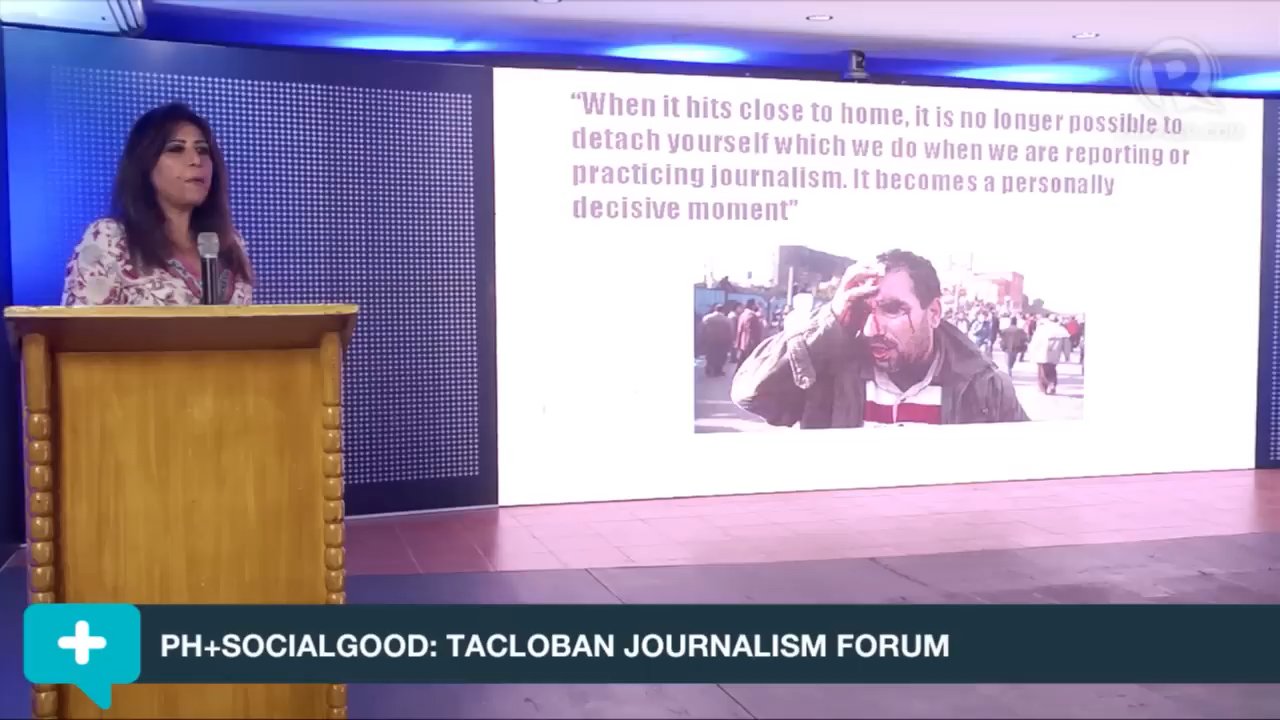 “When it hits close to home, it is no longer possible to
detach yourself which we do when we are reporting or
practicing journalism. It becomes a personally
decisive moment”
PH+SOCIALGOOD: TACLOBAN JOURNALISM FORUM